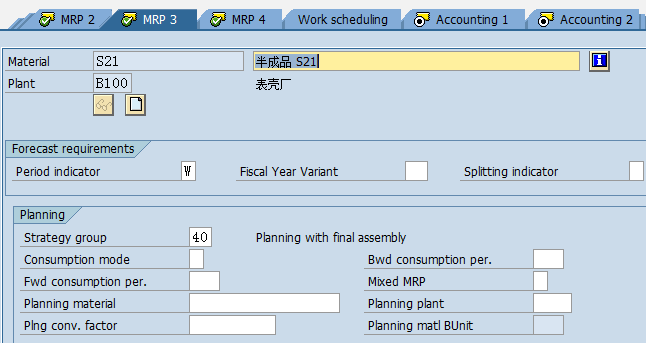 MRP 2 MRP 3 MRP 4 Work scheduling Accounting 1 Accounting 2
Material S21 半成品 S21
Plant B100 表壳厂
Forecast requirements
Period indicator W Fiscal Year Variant Splitting indicator
Planning
Strategy group 40 Planning with final assembly
Consumption mode Bwd consumption per.
Fwd consumption per. Mixed MRP
Planning material Planning plant
Plng conv. factor Planning matl BUnit